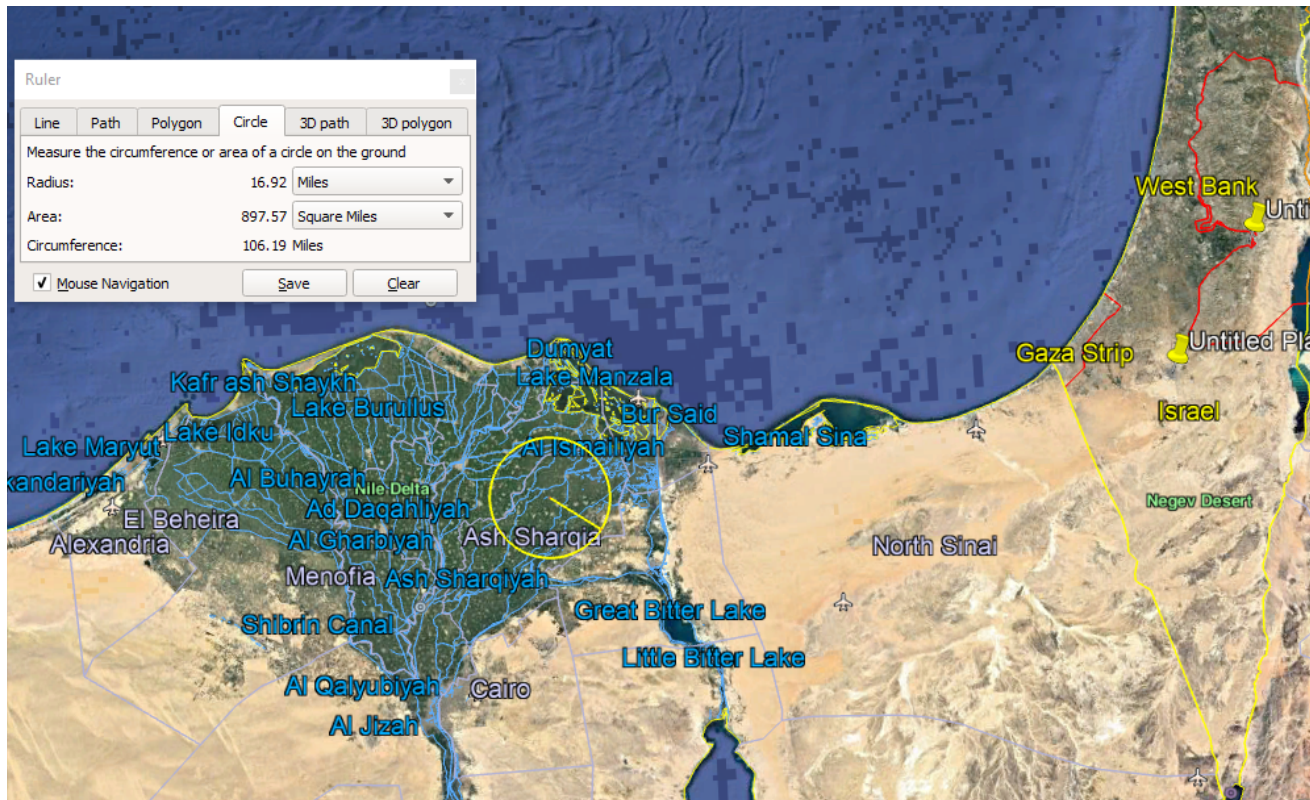 Ruler
Line Path Polygon Circle 3D path 3D polygon
Measure the circumference or area of a circle on the ground
Radius: 16.92 Miles
Area: 897.57 Square Miles
Circumference: 106.19 Miles
Mouse Navigation Save Clear
West Bank
Unti
Untitled Pla
Gaza Strip
Dumyat
Kafr ash Shaykh
Lake Manzala
Lake Burullus
Bur Said
Israel
Lake Idku
Shamal Sina
Lake Maryut
Al Ismailiyah
kandariyah
Al Buhayrah
Nile Delta
Negev Desert
Ad Daqahliyah
El Beheira
Alexandria
Al Gharbiyah
Ash Sharqia
North Sinai
Menofia
Ash Sharqiyah
Great Bitter Lake
Shibrin Canal
Little Bitter Lake
Al Qalyubiyah
Cairo
Al Jizah